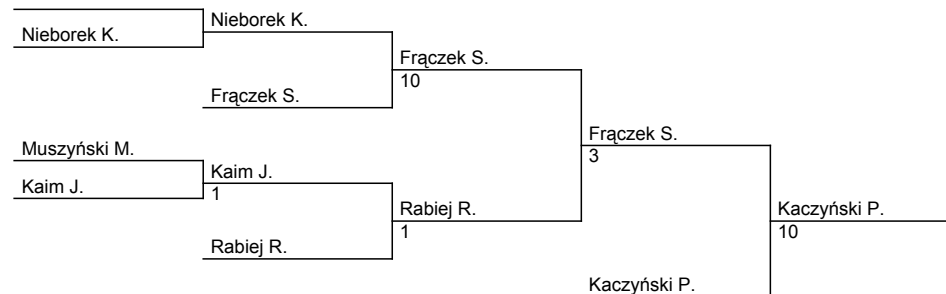 Nieborek K.
Nieborek K.
Frączek S.
10
Frączek S.
Frączek S.
3
Muszyński M.
Kaim J.
Kaim J.
1
Rabiej R.
1
Rabiej R.
Kaczyński P.
10
Kaczyński P.